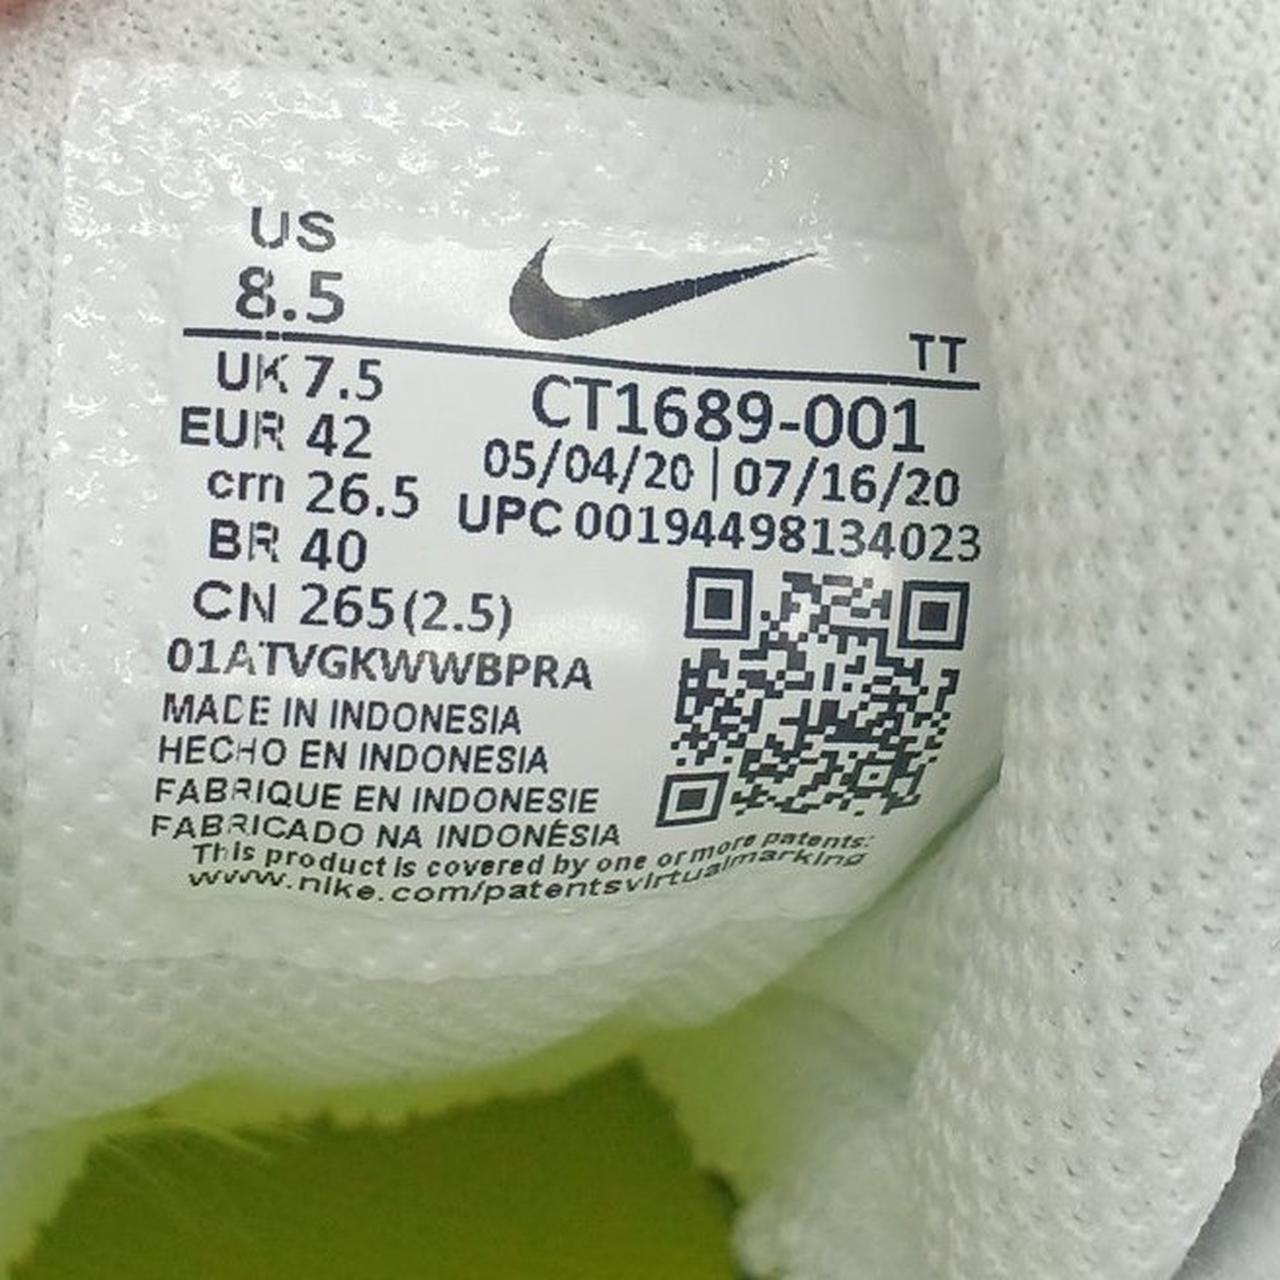 US
8.5
TT
UK 7.5
CT1689-001
EUR 42
05/04/20 | 07/16/20
cm 26.5
UPC 00194498134023
BR 40
CN 265(2.5)
01ATVGKWWBPRA
MADE IN INDONESIA
HECHO EN INDONESIA
FABRIQUE EN INDONESIE
FABRICADO NA INDONÉSIA
This product is covered by one or more patents:
www.nike.com/patentsvirtualmarking